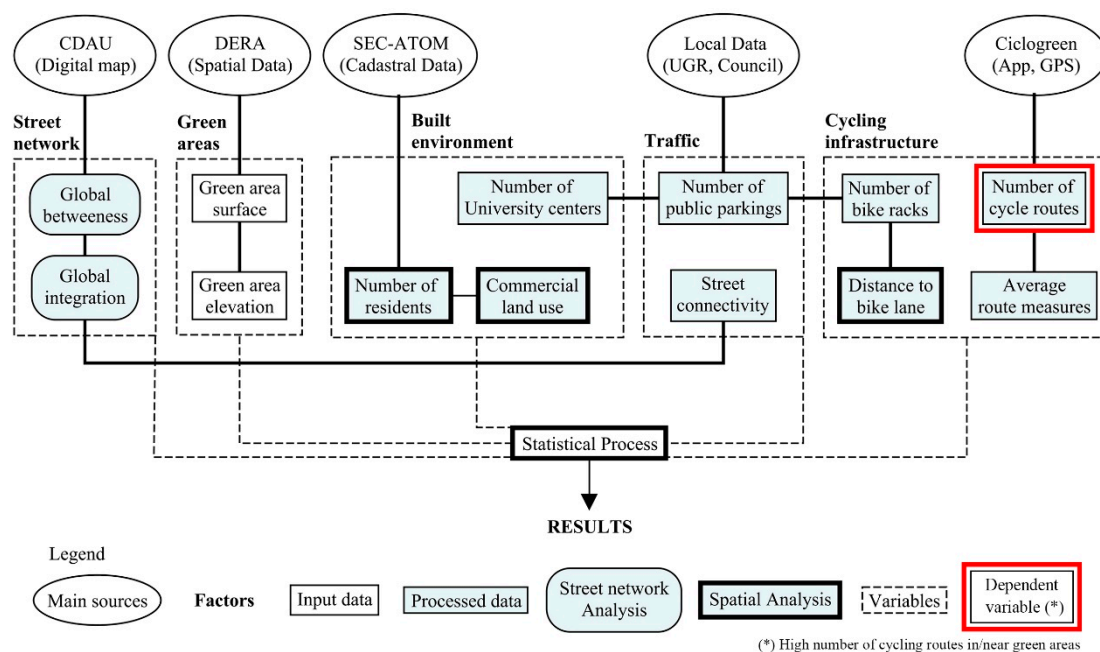 CDAU
(Digital map)
DERA
(Spatial Data)
SEC-ATOM
(Cadastral Data)
Local Data
(UGR, Council)
Ciclogreen
(App, GPS)
Street
network
Green
areas
Built
environment
Traffic
Cycling
infrastructure
Global
betweeness
Green area
surface
Number of
University centers
Number of
public parkings
Number of
bike racks
Number of
cycle routes
Global
integration
Green area
elevation
Number of
residents
Commercial
land use
Street
connectivity
Distance to
bike lane
Average
route measures
Statistical Process
RESULTS
Legend
Main sources
Factors
Input data
Processed data
Street network
Analysis
Spatial Analysis
Variables
Dependent
variable (*)
(*) High number of cycling routes in/near green areas